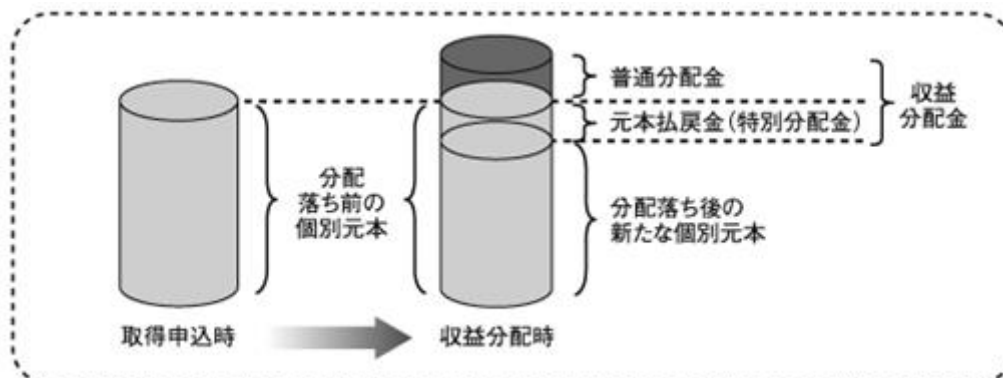 普通分配金
収益
分配金
元本払戻金(特別分配金)
分配
落ち前の
個別元本
分配落ち後の
新たな個別元本
取得申込時
収益分配時